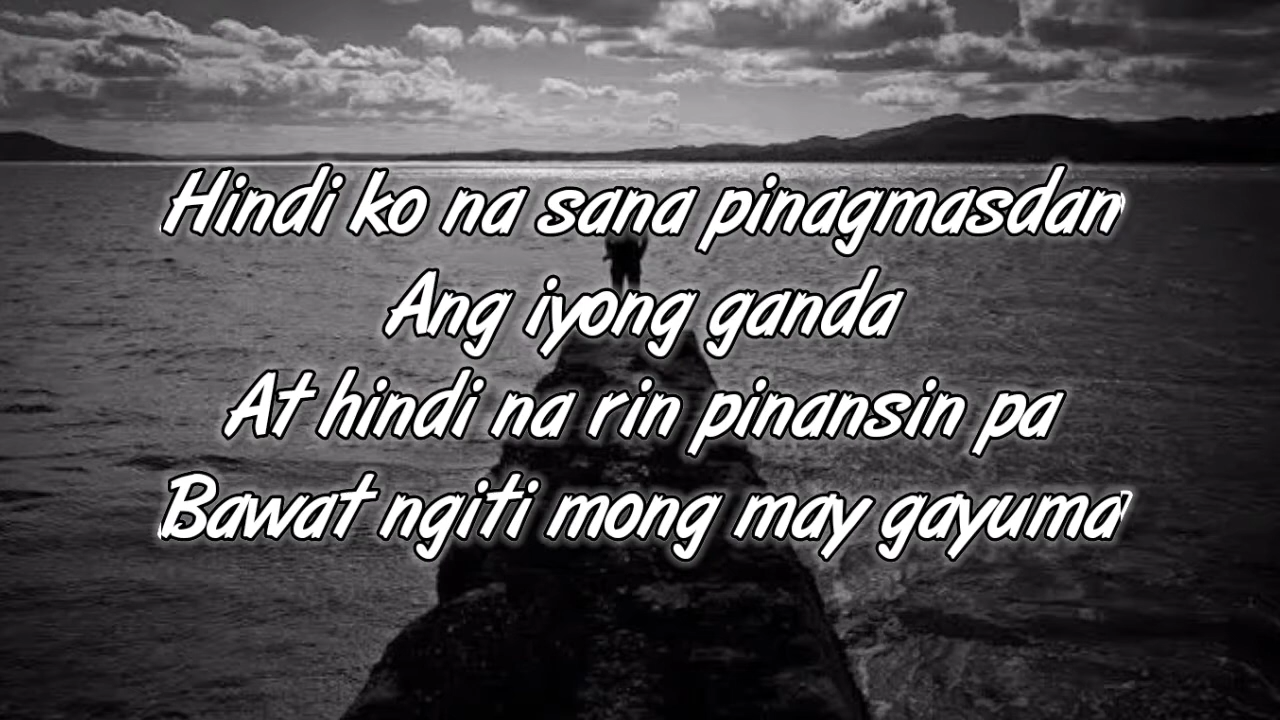 Hindi ko na sana pinagmasdan
Ang iyong ganda
At hindi na rin pinansin pa
Bawat ngiti mong may gayuma